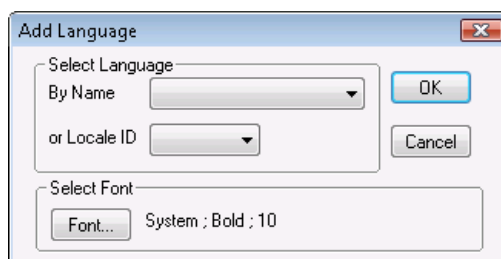 Add Language
Select Language
By Name
OK
or Locale ID
Cancel
Select Font
Font... System ; Bold ; 10